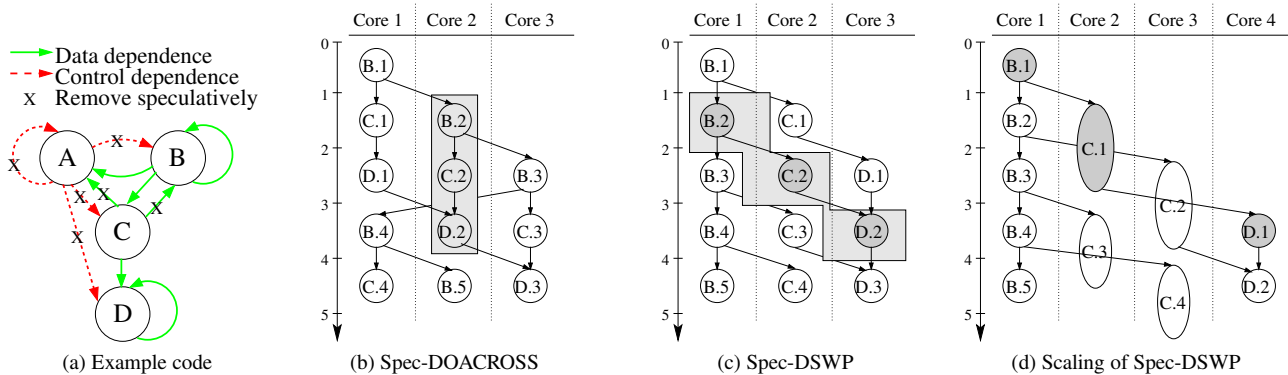 Data dependence
Control dependence
X Remove speculatively
A
B
C
D
X
X
X
X
X
X
(a) Example code
Core 1 Core 2 Core 3
0
1
2
3
4
5
B.1
C.1 B.2
D.1 C.2 B.3
B.4 D.2 C.3
C.4 B.5 D.3
(b) Spec-DOACROSS
Core 1 Core 2 Core 3
0
1
2
3
4
5
B.1
B.2 C.1
B.3 C.2 D.1
B.4 C.3 D.2
B.5 C.4 D.3
(c) Spec-DSWP
Core 1 Core 2 Core 3 Core 4
0
1
2
3
4
5
B.1
B.2
C.1
B.3
C.2
B.4
D.1
C.3
B.5
C.4
D.2
(d) Scaling of Spec-DSWP